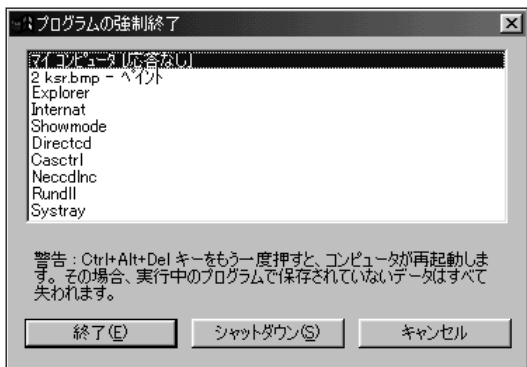 プログラムの強制終了
マイ コンピュータ [応答なし]
2 ksr.bmp - ペイント
Explorer
Internat
Showmode
Directcd
Casctrl
Neccdlnc
Rundll
Systray
警告 : Ctrl+Alt+Del キーをもう一度押すと、コンピュータが再起動しま
す。その場合、実行中のプログラムで保存されていないデータはすべて
失われます。
終了(E)
シャットダウン(S)
キャンセル